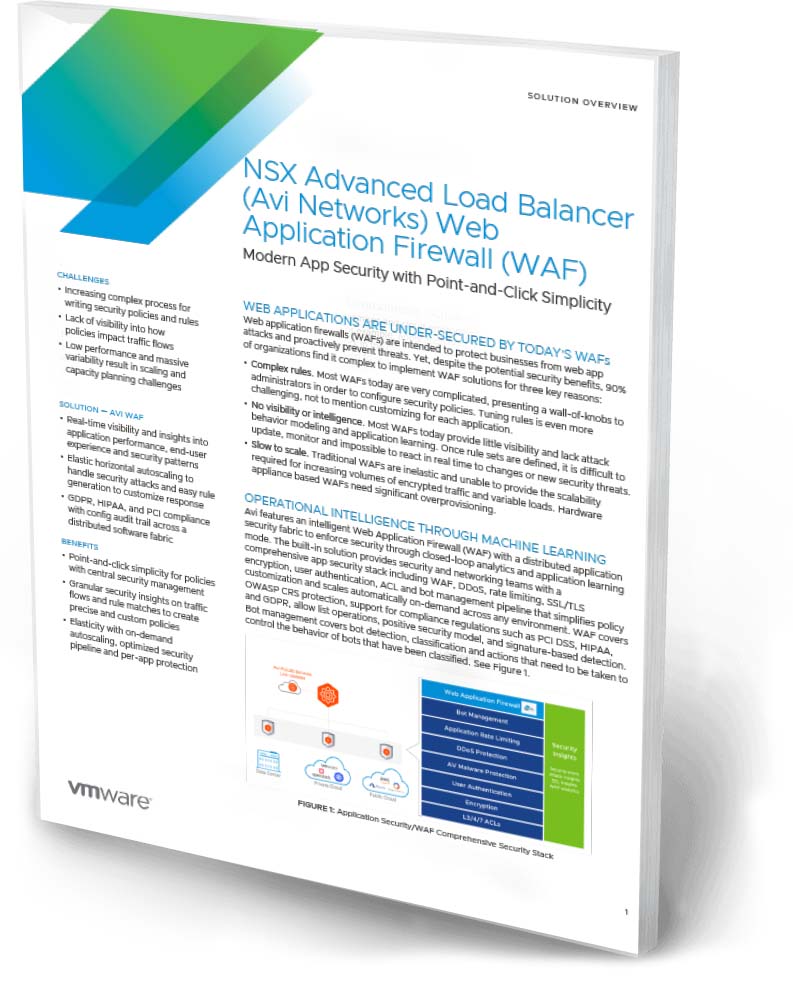 SOLUTION OVERVIEW
NSX Advanced Load Balancer
(Avi Networks) Web
Application Firewall (WAF)
Modern App Security with Point-and-Click Simplicity
CHALLENGES
• Increasing complex process for
writing security policies and rules
• Lack of visibility into how
policies impact traffic flows
• Low performance and massive
variability result in scaling and
capacity planning challenges
SOLUTION — AVI WAF
• Real-time visibility and insights into
application performance, end-user
experience and security patterns
• Elastic horizontal autoscaling to
handle security attacks and easy rule
generation to customize response
• GDPR, HIPAA, and PCI compliance
with config audit trail across a
distributed software fabric
BENEFITS
• Point-and-click simplicity for policies
with central security management
• Granular security insights on traffic
flows and rule matches to create
precise and custom policies
• Elasticity with on-demand
autoscaling, optimized security
pipeline and per-app protection
WEB APPLICATIONS ARE UNDER-SECURED BY TODAY'S WAFs
Web application firewalls (WAFs) are intended to protect businesses from web app
attacks and proactively prevent threats. Yet, despite the potential security benefits, 90%
of organizations find it complex to implement WAF solutions for three key reasons:
• Complex rules. Most WAFs today are very complicated, presenting a wall-of-knobs to
administrators in order to configure security policies. Tuning rules is even more
challenging, not to mention customizing for each application.
• No visibility or intelligence. Most WAFs today provide little visibility and lack attack
behavior modeling and application learning. Once rule sets are defined, it is difficult to
update, monitor and impossible to react in real time to changes or new security threats.
• Slow to scale. Traditional WAFs are inelastic and unable to provide the scalability
required for increasing volumes of encrypted traffic and variable loads. Hardware
appliance based WAFs need significant overprovisioning.
OPERATIONAL INTELLIGENCE THROUGH MACHINE LEARNING
Avi features an intelligent Web Application Firewall (WAF) with a distributed application
security fabric to enforce security through closed-loop analytics and application learning
mode. The built-in solution provides security and networking teams with a
comprehensive app security stack including WAF, DDoS, rate limiting, SSL/TLS
encryption, user authentication, ACL and bot management pipeline that simplifies policy
customization and scales automatically on-demand across any environment. WAF covers
OWASP CRS protection, support for compliance regulations such as PCI DSS, HIPAA,
and GDPR, allow list operations, positive security model, and signature-based detection.
Bot management covers bot detection, classification and actions that need to be taken to
control the behavior of bots that have been classified. See Figure 1.
Data Center
Private Cloud
Public Cloud
Web Application Firewall
Bot Management
Application Rate Limiting
DDoS Protection
AV Malware Protection
User Authentication
Encryption
L3/4/7 ACLs
Security
Insights
FIGURE 1: Application Security/WAF Comprehensive Security Stack
vmware
1